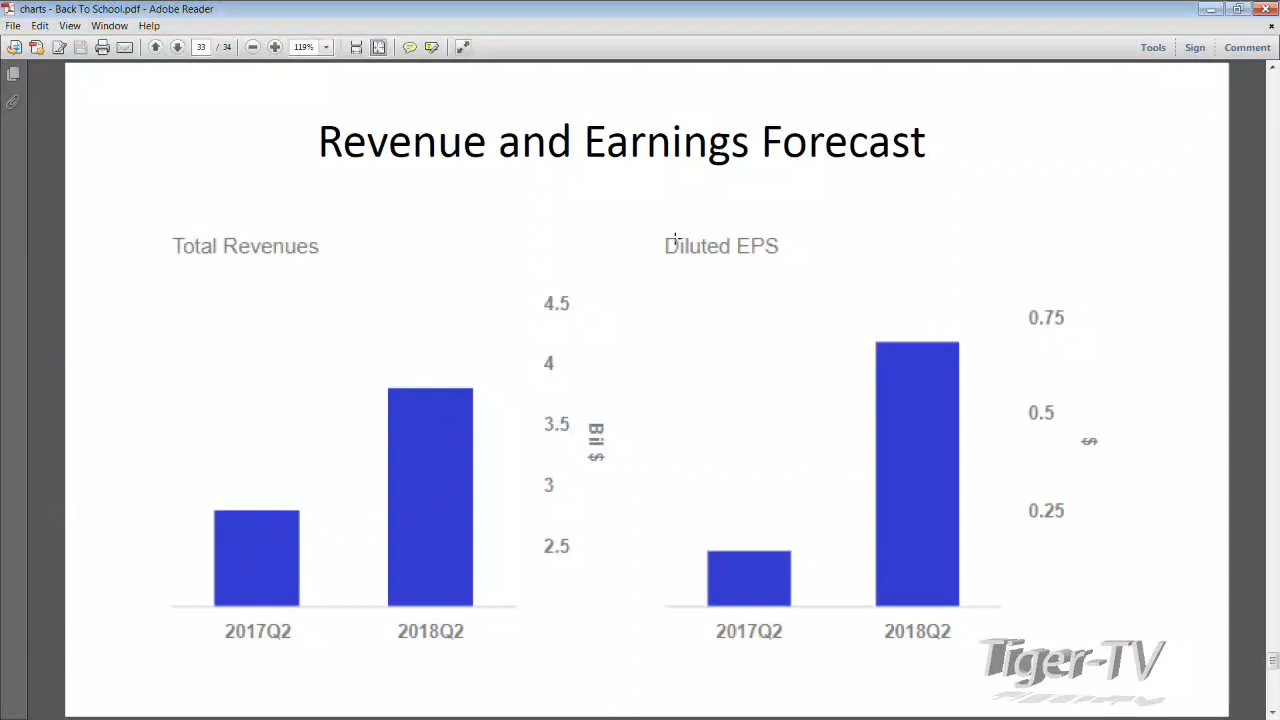 charts - Back To School.pdf - Adobe Reader
File Edit View Window Help
33 / 34
119%
Tools Sign Comment
Revenue and Earnings Forecast
Total Revenues
4.5
4
3.5
3
2.5
Bil $
2017Q2 2018Q2
Diluted EPS
0.75
0.5
0.25
$
2017Q2 2018Q2
Tiger-TV